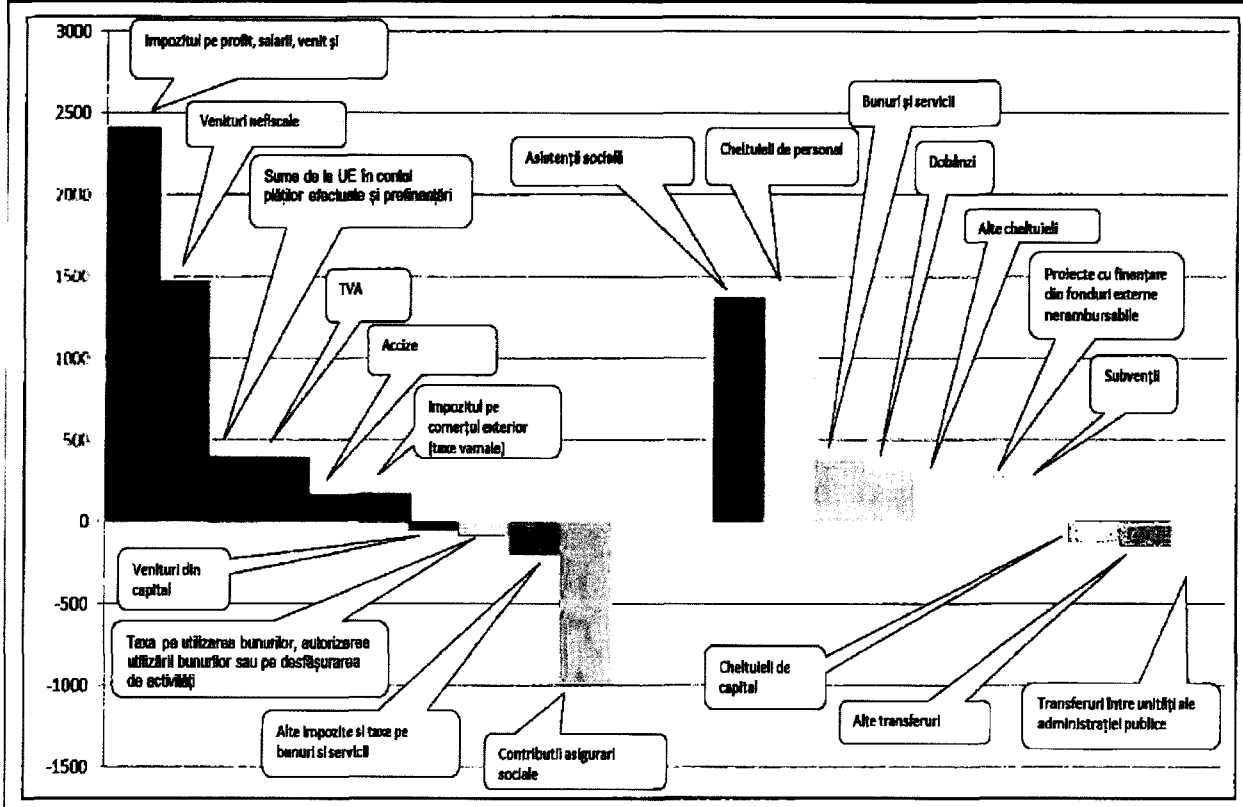 3000
2500
2000
1500
1000
500
0
-500
-1000
-1500
Impozitul pe profit, salarii, venit și
Venituri nefiscale
Sume de la UE în contul
plăților efectuate și prefinanțări
TVA
Accize
Impozitul pe
comerțul exterior
(taxe vamale)
Venituri din
capital
Taxa pe utilizarea bunurilor, autorizarea
utilizării bunurilor sau pe desfășurarea
de activități
Alte impozite si taxe pe
bunuri si servicii
Contributii asigurari
sociale
Asistență socială
Cheltuieli de personal
Bunuri și servicii
Dobânzi
Alte cheltuieli
Proiecte cu finanțare
din fonduri externe
nerambursabile
Subvenții
Cheltuieli de
capital
Alte transferuri
Transferuri între unități ale
administrației publice